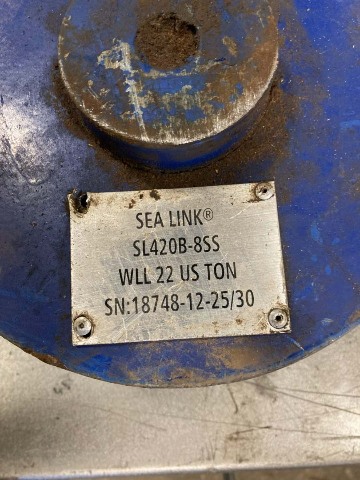 SEA LINK®
SL420B-8SS
WLL 22 US TON
SN:18748-12-25/30